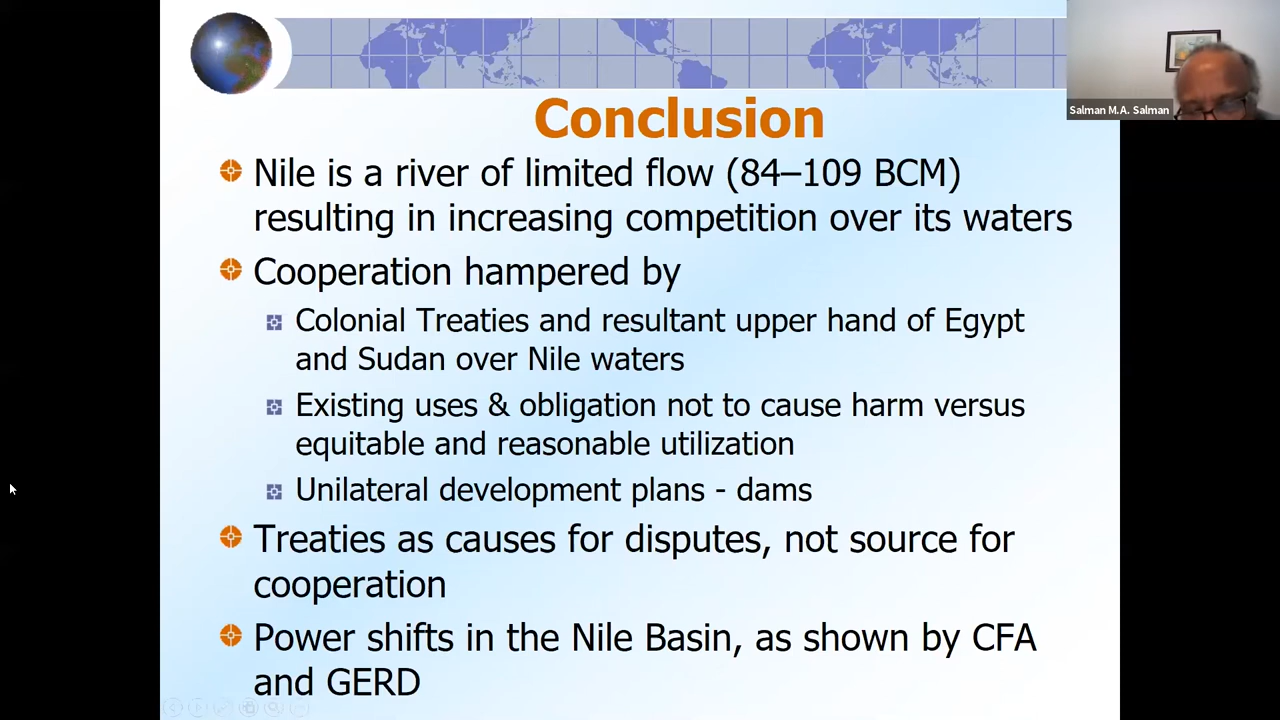 Salman M.A. Salman
Conclusion
Nile is a river of limited flow (84–109 BCM)
resulting in increasing competition over its waters
Cooperation hampered by
Colonial Treaties and resultant upper hand of Egypt
and Sudan over Nile waters
Existing uses & obligation not to cause harm versus
equitable and reasonable utilization
Unilateral development plans - dams
Treaties as causes for disputes, not source for
cooperation
Power shifts in the Nile Basin, as shown by CFA
and GERD